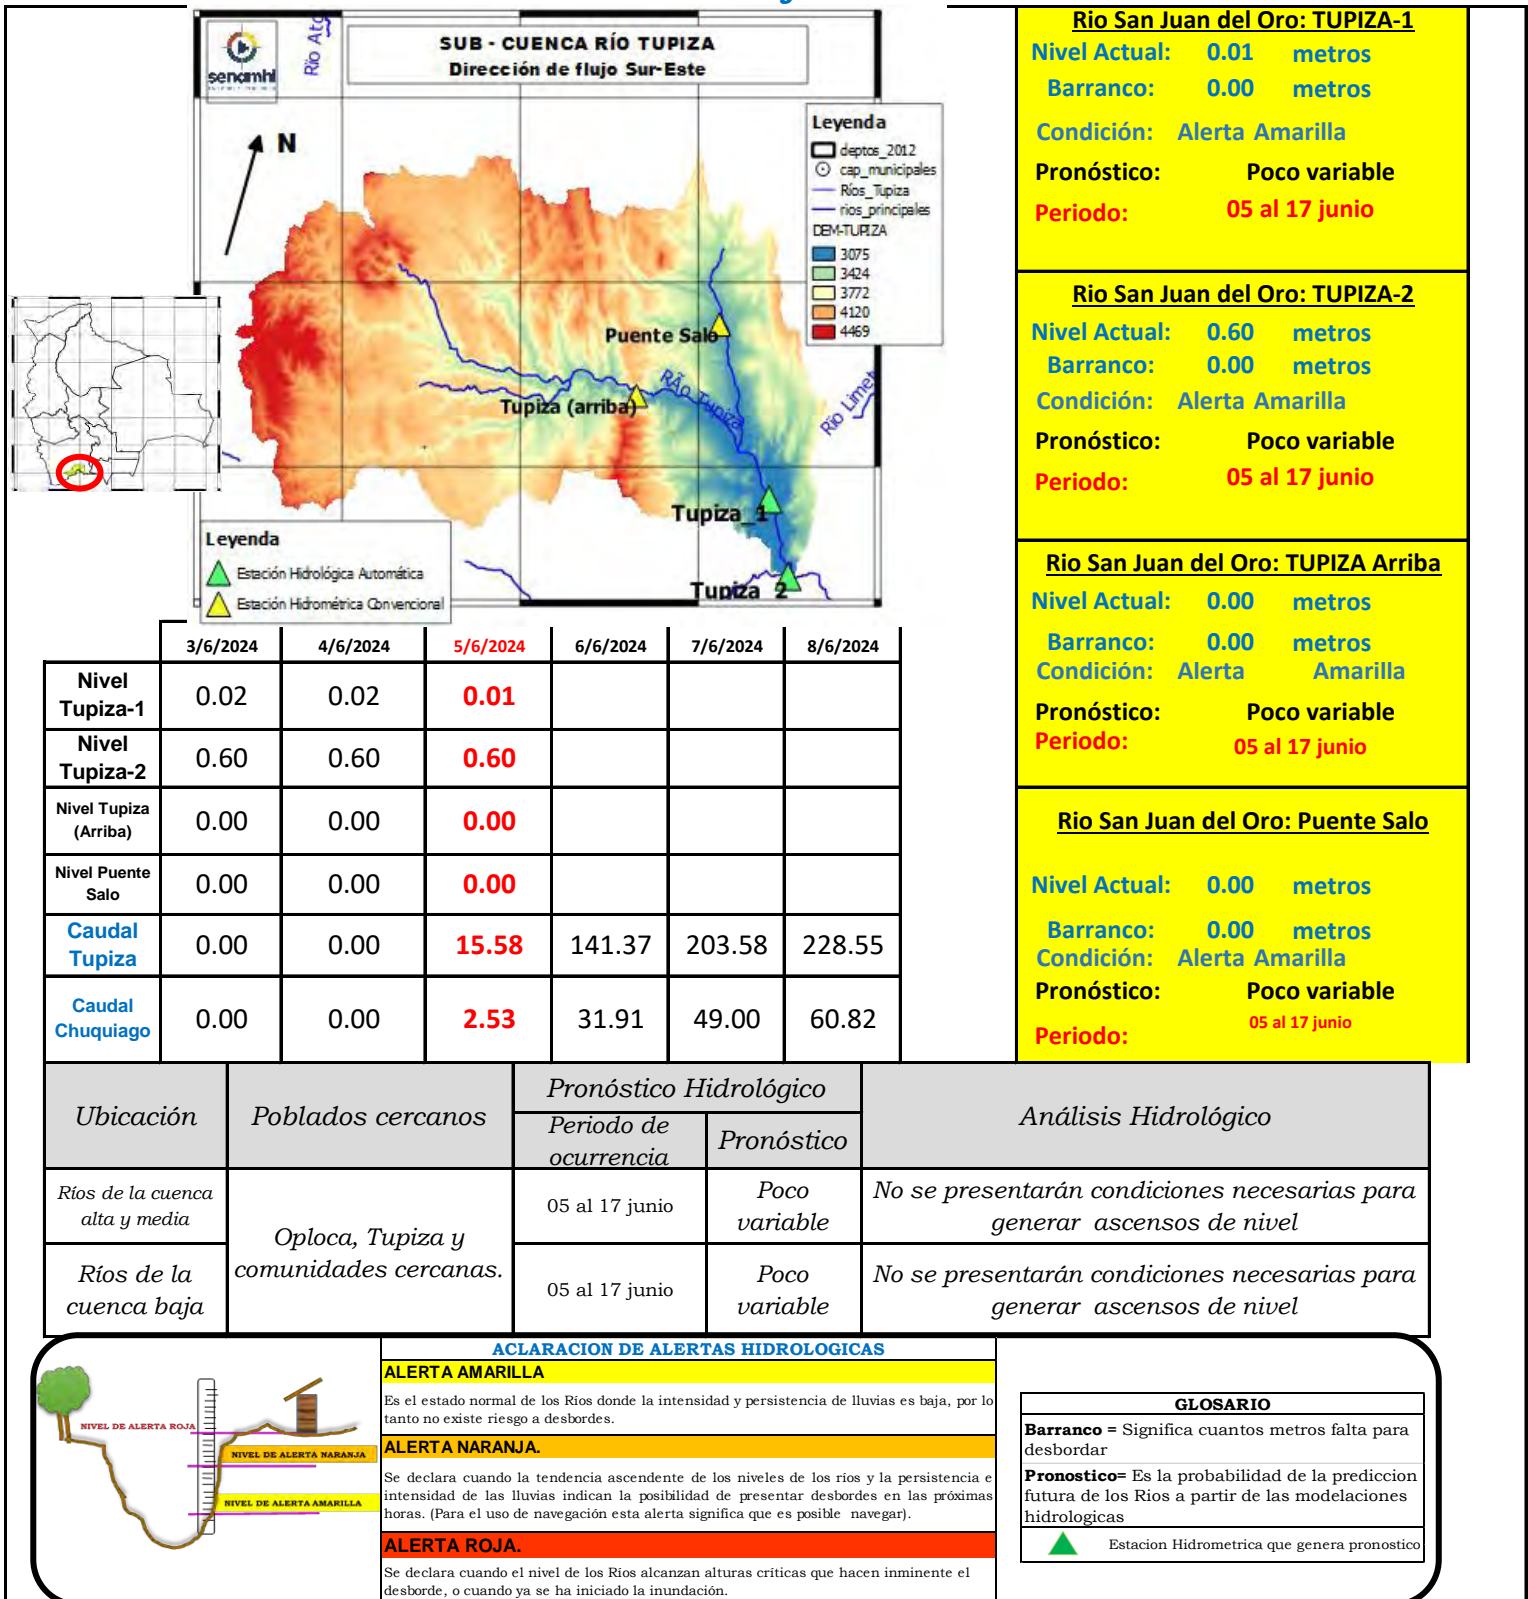 senamhi
Rio Ato
SUB - CUENCA RÍO TUPIZA
Dirección de flujo Sur-Este
N
Leyenda
deptos_2012
cap_municipales
Ríos_Tupiza
rios_principales
DEM-TUPIZA
3075
3424
3772
4120
4469
Puente Salo
Tupiza (arriba)
RÃo Tupiza
Rio Limet
Tupiza_1
Tupiza_2
Leyenda
Estación Hidrológica Automática
Estación Hidrométrica Convencional
Rio San Juan del Oro: TUPIZA-1
Nivel Actual: 0.01 metros
Barranco: 0.00 metros
Condición: Alerta Amarilla
Pronóstico: Poco variable
Periodo: 05 al 17 junio
Rio San Juan del Oro: TUPIZA-2
Nivel Actual: 0.60 metros
Barranco: 0.00 metros
Condición: Alerta Amarilla
Pronóstico: Poco variable
Periodo: 05 al 17 junio
Rio San Juan del Oro: TUPIZA Arriba
Nivel Actual: 0.00 metros
Barranco: 0.00 metros
Condición: Alerta Amarilla
Pronóstico: Poco variable
Periodo: 05 al 17 junio
Rio San Juan del Oro: Puente Salo
Nivel Actual: 0.00 metros
Barranco: 0.00 metros
Condición: Alerta Amarilla
Pronóstico: Poco variable
Periodo: 05 al 17 junio
3/6/2024 4/6/2024 5/6/2024 6/6/2024 7/6/2024 8/6/2024
Nivel
Tupiza-1 0.02 0.02 0.01
Nivel
Tupiza-2 0.60 0.60 0.60
Nivel Tupiza
(Arriba) 0.00 0.00 0.00
Nivel Puente
Salo 0.00 0.00 0.00
Caudal
Tupiza 0.00 0.00 15.58 141.37 203.58 228.55
Caudal
Chuquiago 0.00 0.00 2.53 31.91 49.00 60.82
Ubicación Poblados cercanos Pronóstico Hidrológico Análisis Hidrológico
Periodo de
ocurrencia Pronóstico
Ríos de la cuenca
alta y media
Oploca, Tupiza y
comunidades cercanas.
05 al 17 junio
Poco
variable
No se presentarán condiciones necesarias para
generar ascensos de nivel
Ríos de la
cuenca baja
05 al 17 junio
Poco
variable
No se presentarán condiciones necesarias para
generar ascensos de nivel
NIVEL DE ALERTA ROJA
NIVEL DE ALERTA NARANJA
NIVEL DE ALERTA AMARILLA
ACLARACION DE ALERTAS HIDROLOGICAS
ALERTA AMARILLA
Es el estado normal de los Rios donde la intensidad y persistencia de lluvias es baja, por lo
tanto no existe riesgo a desbordes.
ALERTA NARANJA.
Se declara cuando la tendencia ascendente de los niveles de los rios y la persistencia e
intensidad de las lluvias indican la posibilidad de presentar desbordes en las próximas
horas. (Para el uso de navegación esta alerta significa que es posible navegar).
ALERTA ROJA.
Se declara cuando el nivel de los Rios alcanzan alturas críticas que hacen inminente el
desborde, o cuando ya se ha iniciado la inundación.
GLOSARIO
Barranco = Significa cuantos metros falta para
desbordar
Pronostico= Es la probabilidad de la prediccion
futura de los Rios a partir de las modelaciones
hidrologicas
Estacion Hidrometrica que genera pronostico